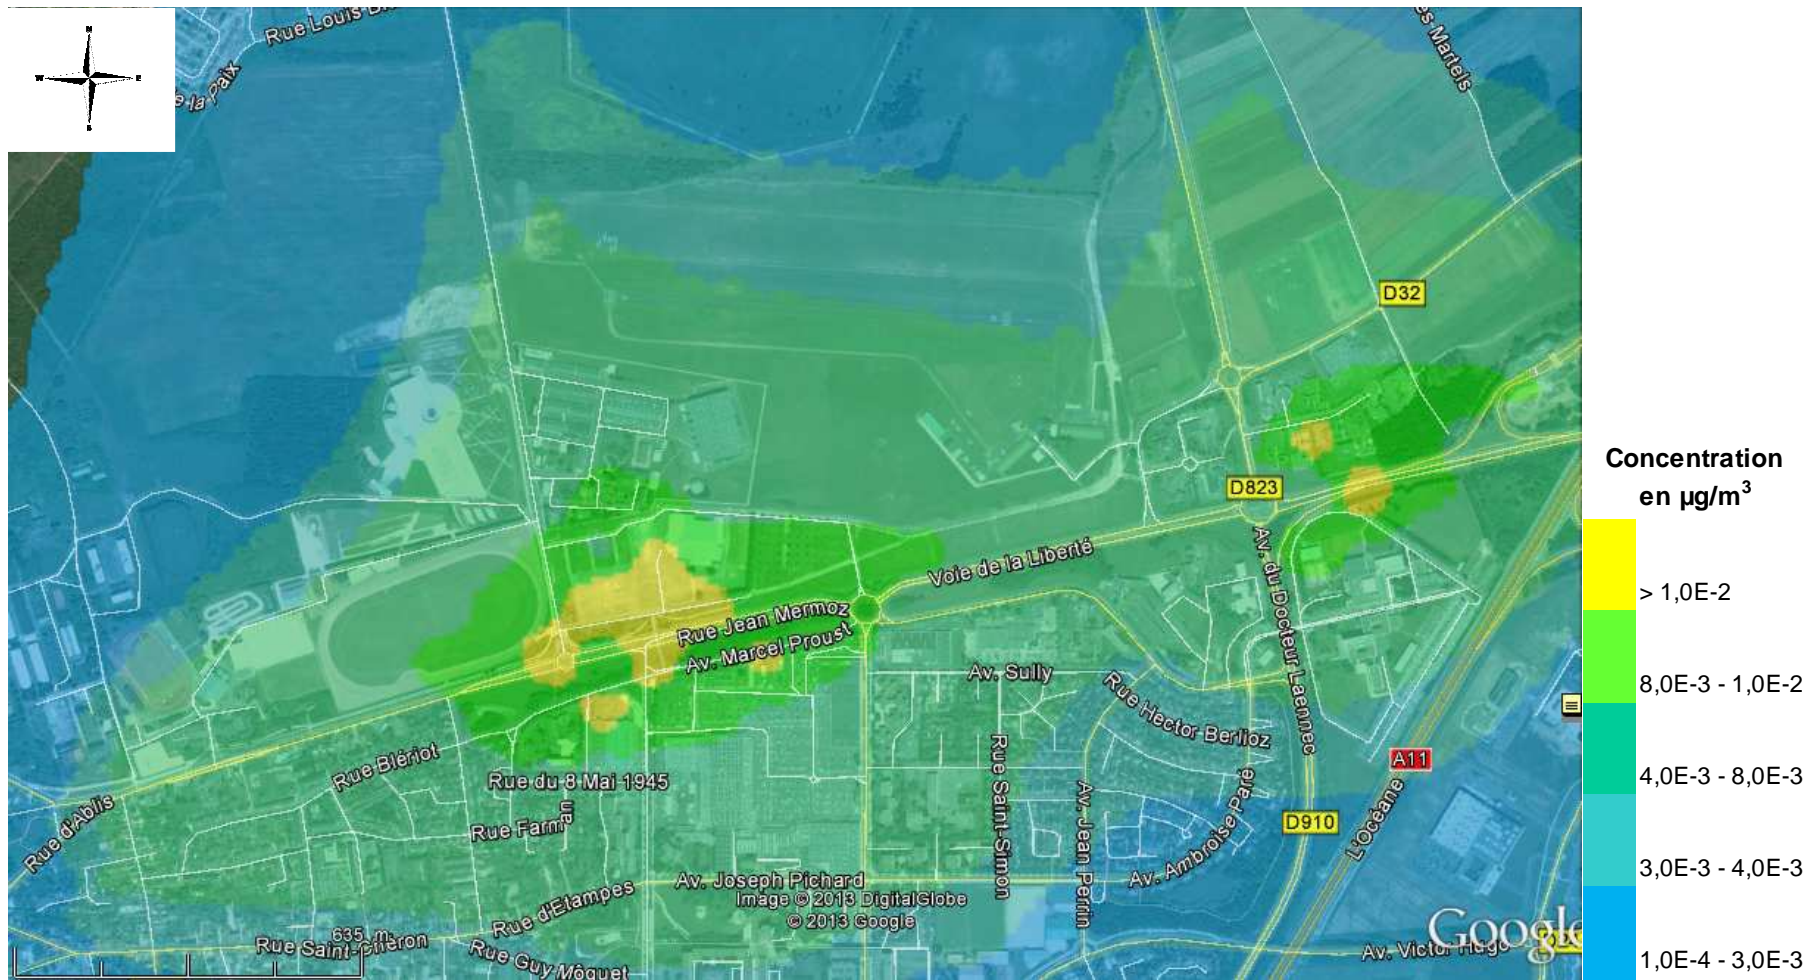 Rue Louis Bl
N
W
E
S
e la Paix
es Martels
D32
D823
Voie de la Liberté
Av. du Docteur Laennec
Rue Jean Mermoz
Av. Marcel Proust
Av. Sully
Rue Hector Berlioz
Rue Saint-Simon
Av. Jean Perrin
Av. Ambroise Paré
A11
L'Océane
D910
Rue Blériot
Rue du 8 Mai 1945
Rue Farm
Rue d'Ablis
Av. Joseph Pichard
Image © 2013 DigitalGlobe
© 2013 Google
Rue d'Etampes
635 m
Rue Saint-Chéron
Rue Guy Môquet
Google
Av. Victor Hugo
Concentration
en µg/m³
> 1,0E-2
8,0E-3 - 1,0E-2
4,0E-3 - 8,0E-3
3,0E-3 - 4,0E-3
1,0E-4 - 3,0E-3